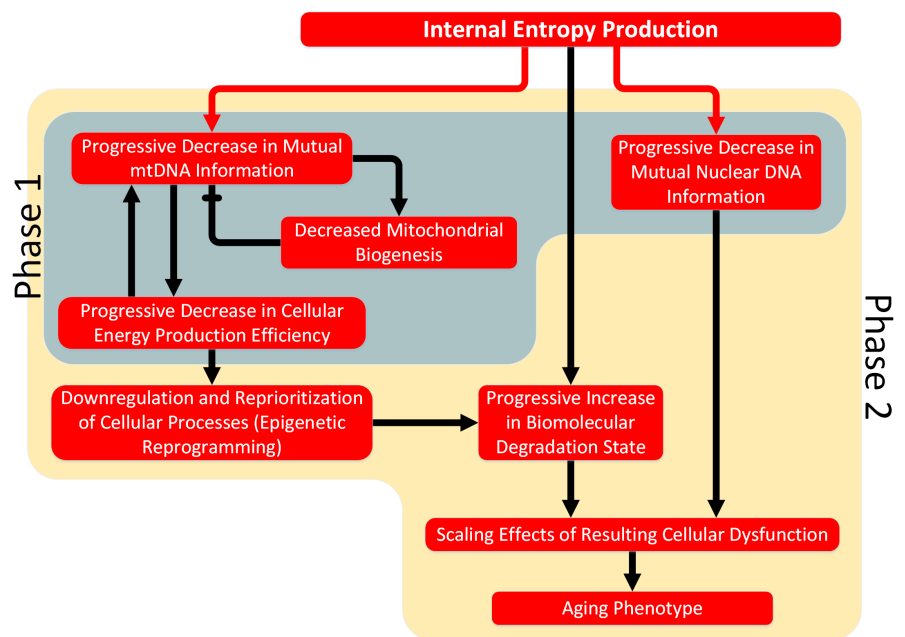 Internal Entropy Production
Phase 1
Progressive Decrease in Mutual
mtDNA Information
Progressive Decrease in
Mutual Nuclear DNA
Information
Decreased Mitochondrial
Biogenesis
Progressive Decrease in Cellular
Energy Production Efficiency
Phase 2
Downregulation and Reprioritization
of Cellular Processes (Epigenetic
Reprogramming)
Progressive Increase
in Biomolecular
Degradation State
Scaling Effects of Resulting Cellular Dysfunction
Aging Phenotype